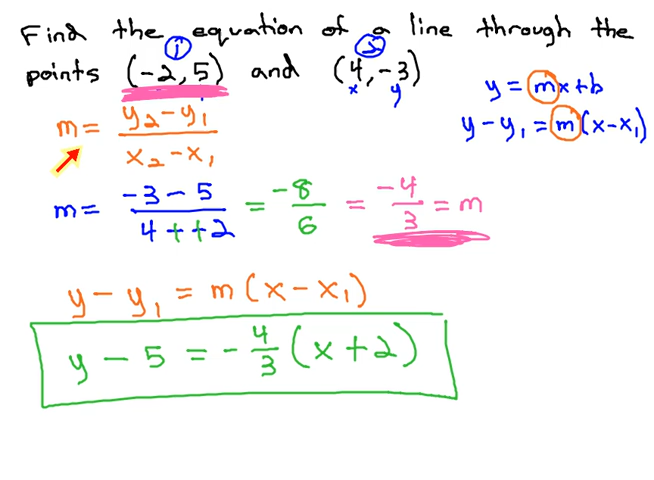 Find the equation of a line through the
① ②
points (-2, 5) and (4, -3)
x y
y = mx+b
y - y₁ = m(x-x₁)
m = (y₂-y₁)/(x₂-x₁)
m = (-3-5)/(4++2) = -8/6 = -4/3 = m
y - y₁ = m(x-x₁)
y - 5 = -4/3 (x+2)